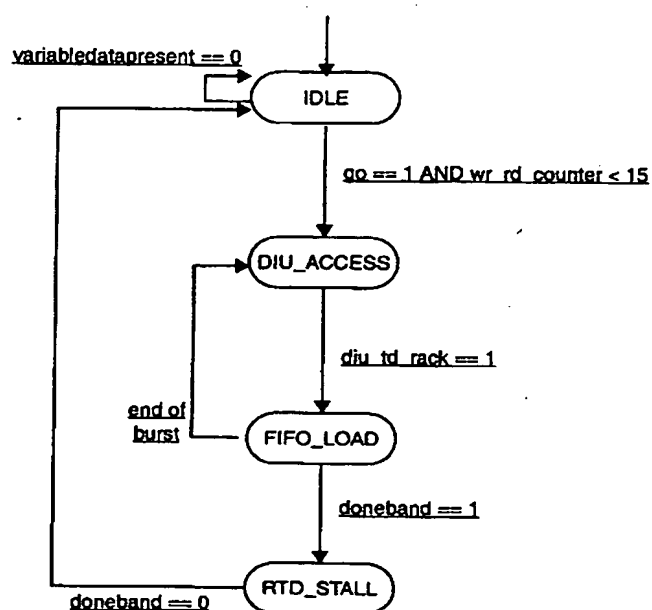 variabledatapresent == 0
IDLE
go == 1 AND wr_rd_counter < 15
DIU_ACCESS
diu_td_rack == 1
end of
burst
FIFO_LOAD
doneband == 1
RTD_STALL
doneband == 0